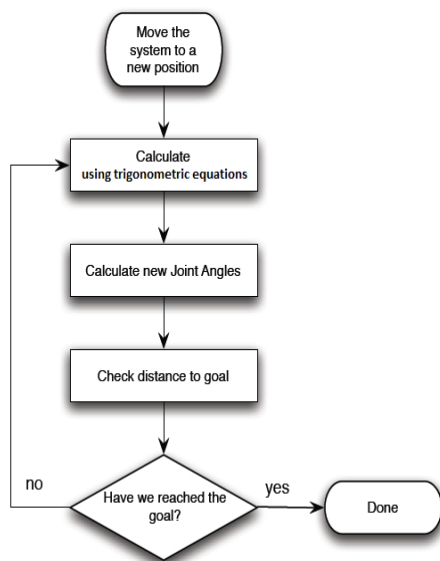 Move the
system to a
new position
Calculate
using trigonometric equations
Calculate new Joint Angles
Check distance to goal
Have we reached the
goal?
no
yes
Done